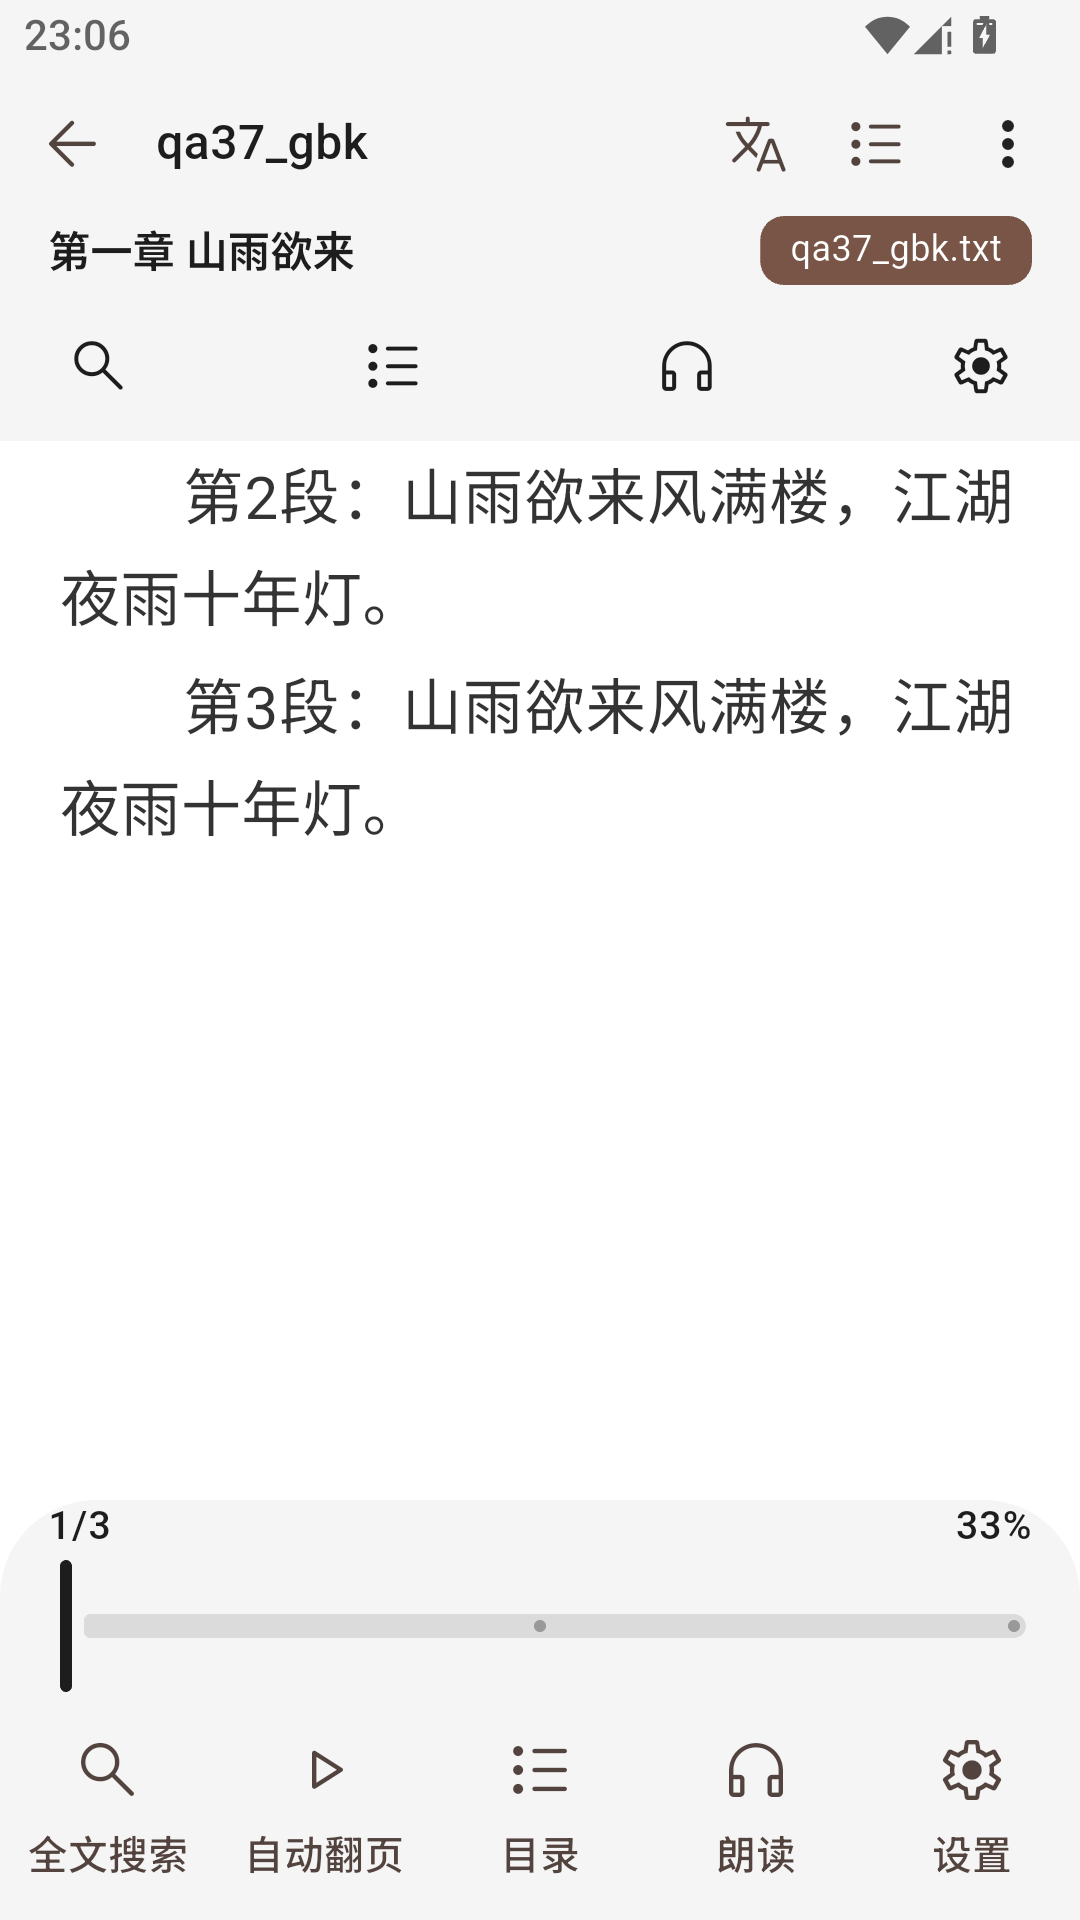 23:06
qa37_gbk
第一章 山雨欲来
qa37_gbk.txt
第2段：山雨欲来风满楼，江湖
夜雨十年灯。
第3段：山雨欲来风满楼，江湖
夜雨十年灯。
1/3
33%
全文搜索
自动翻页
目录
朗读
设置